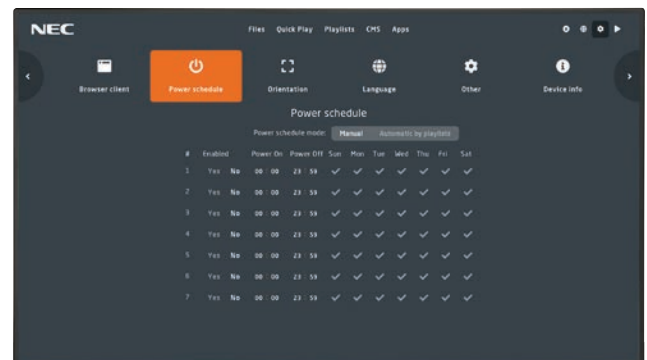 NEC
Files Quick Play Playlists CMS Apps
Browser client Power schedule Orientation Language Other Device info
Power schedule
Power schedule mode: Manual Automatic by playlists
# Enabled Power On Power Off Sun Mon Tue Wed Thu Fri Sat
1 Yes No 00 : 00 23 : 59
2 Yes No 00 : 00 23 : 59
3 Yes No 00 : 00 23 : 59
4 Yes No 00 : 00 23 : 59
5 Yes No 00 : 00 23 : 59
6 Yes No 00 : 00 23 : 59
7 Yes No 00 : 00 23 : 59